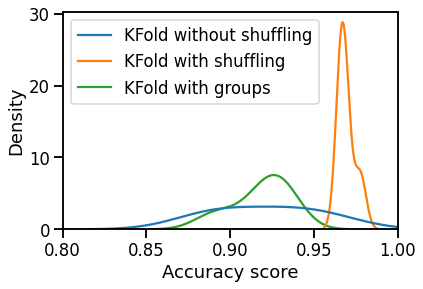 30
20
10
0
Density
KFold without shuffling
KFold with shuffling
KFold with groups
0.80 0.85 0.90 0.95 1.00
Accuracy score